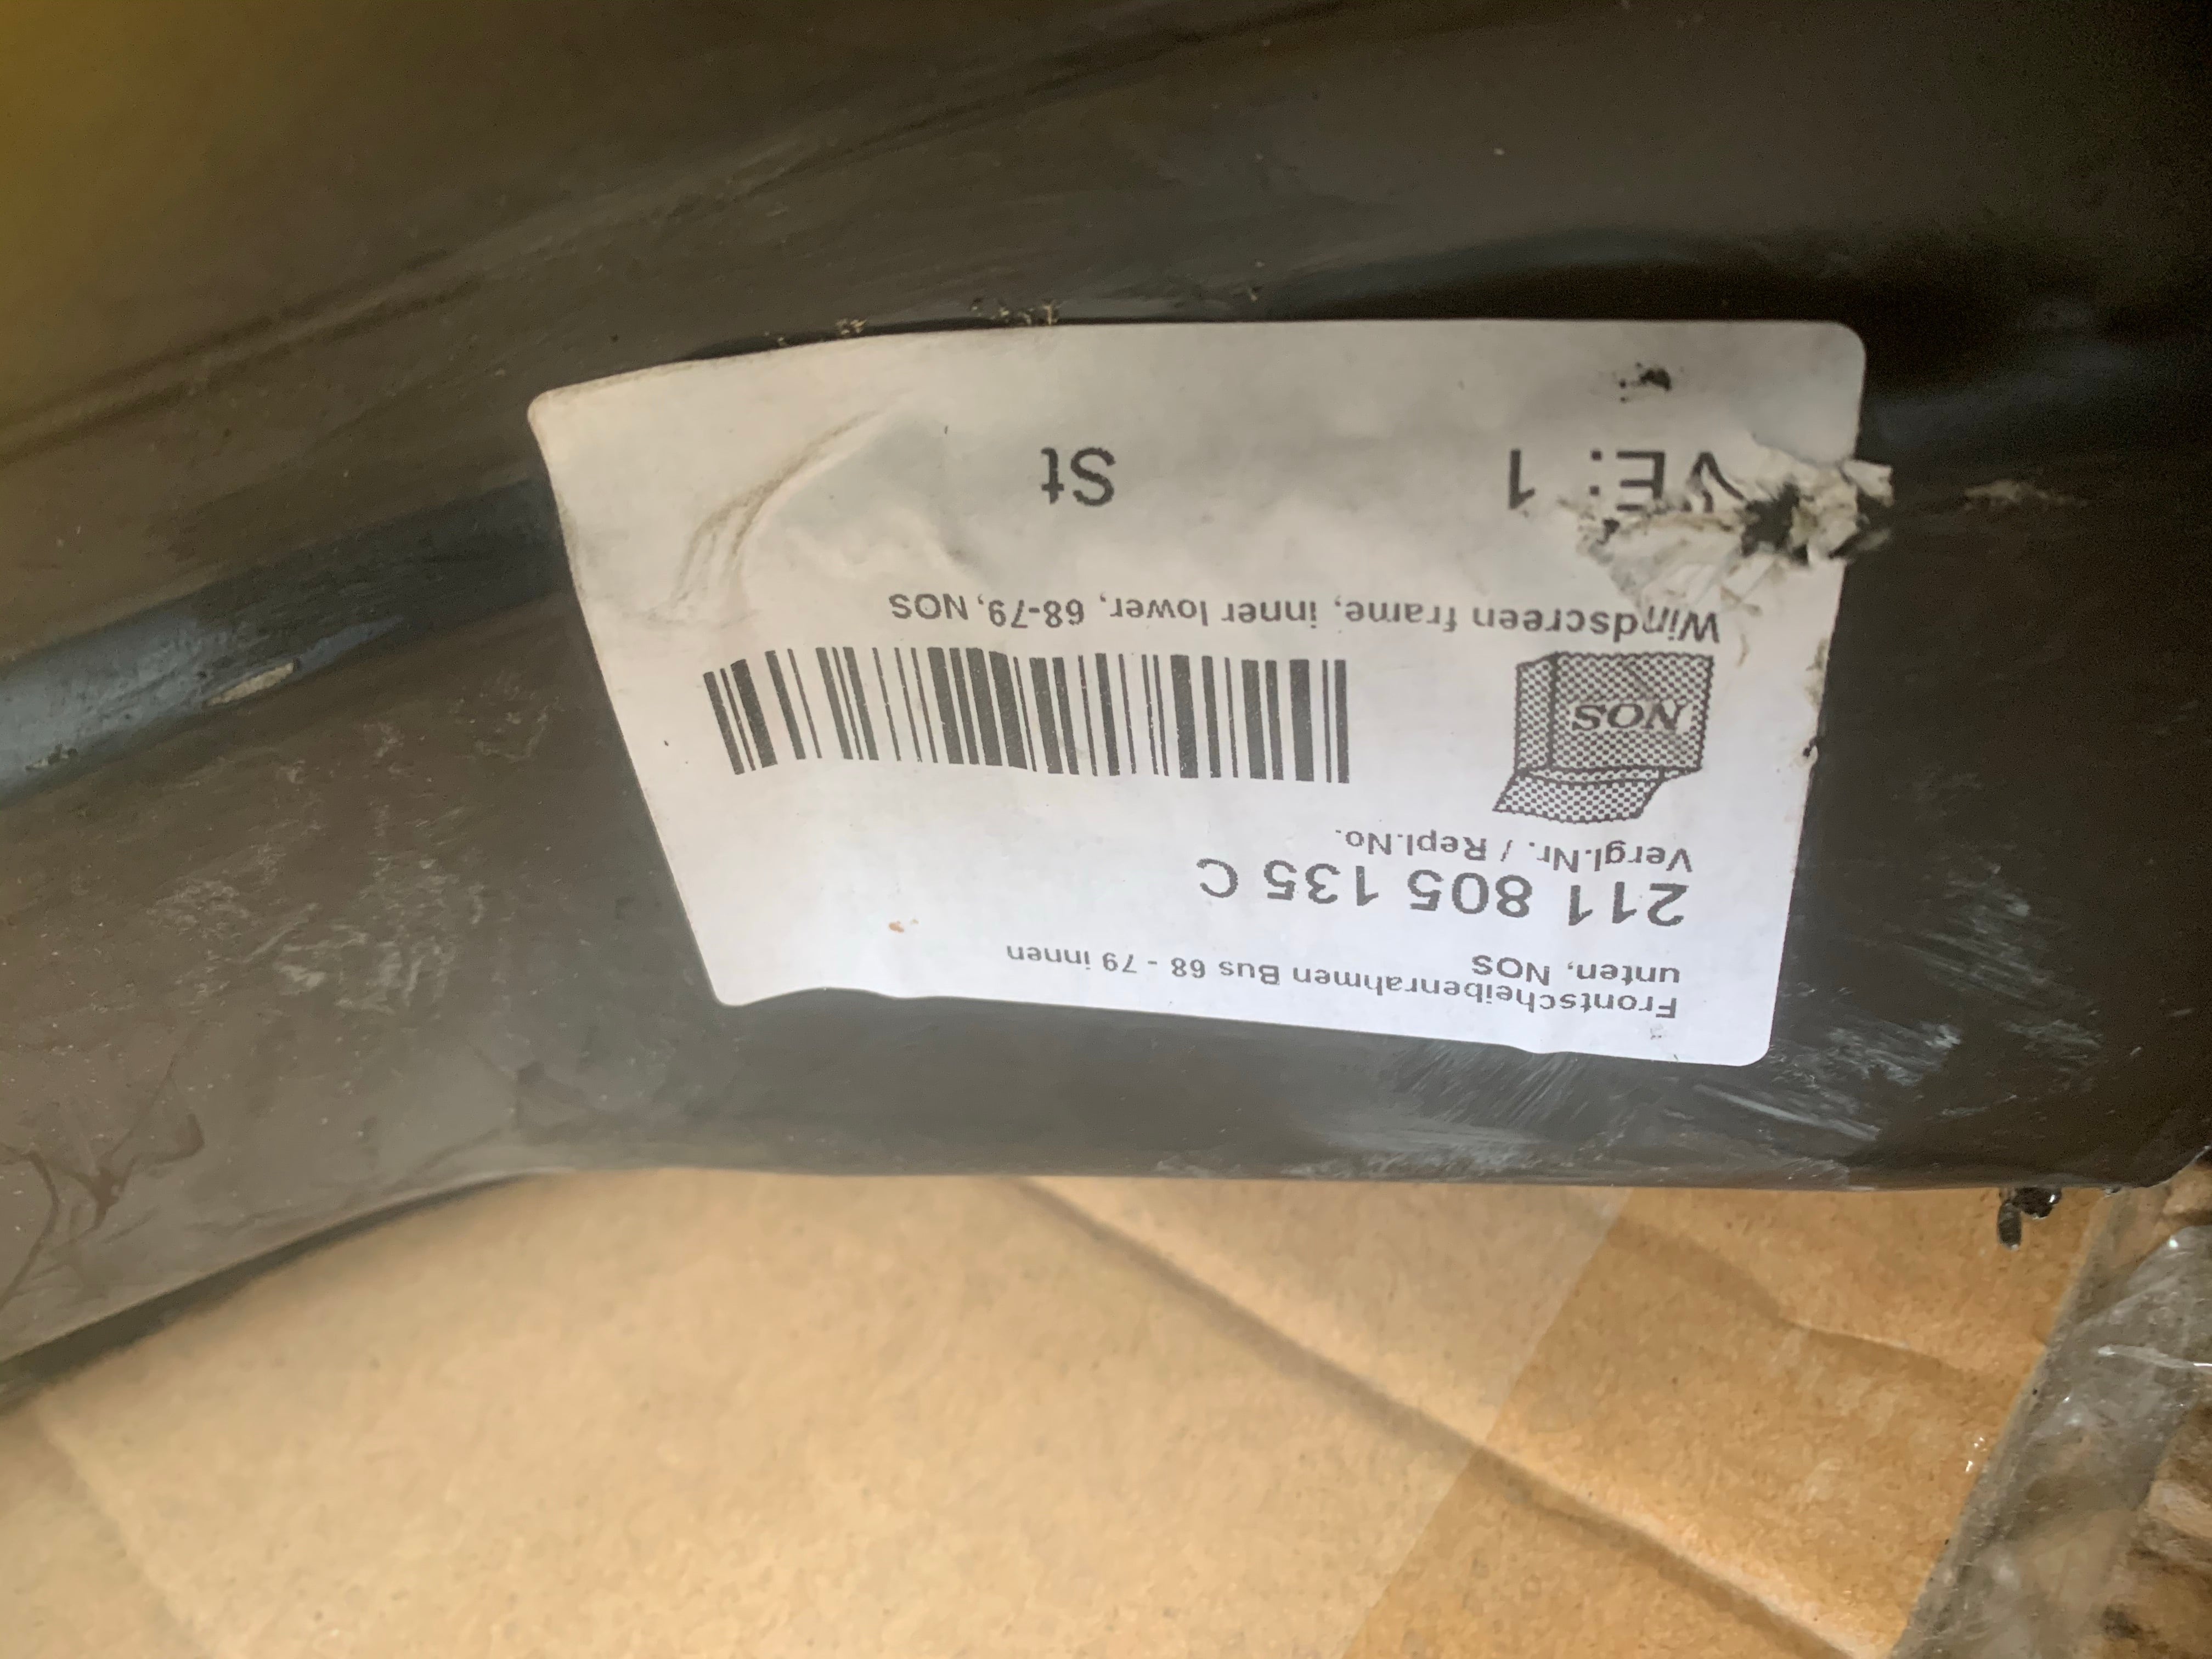 Frontscheibenrahmen Bus 68 - 79 innen
unten, NOS
211 805 135 C
Vergl.Nr. / Repl.No.
NOS
Windscreen frame, inner lower, 68-79, NOS
VE: 1 St